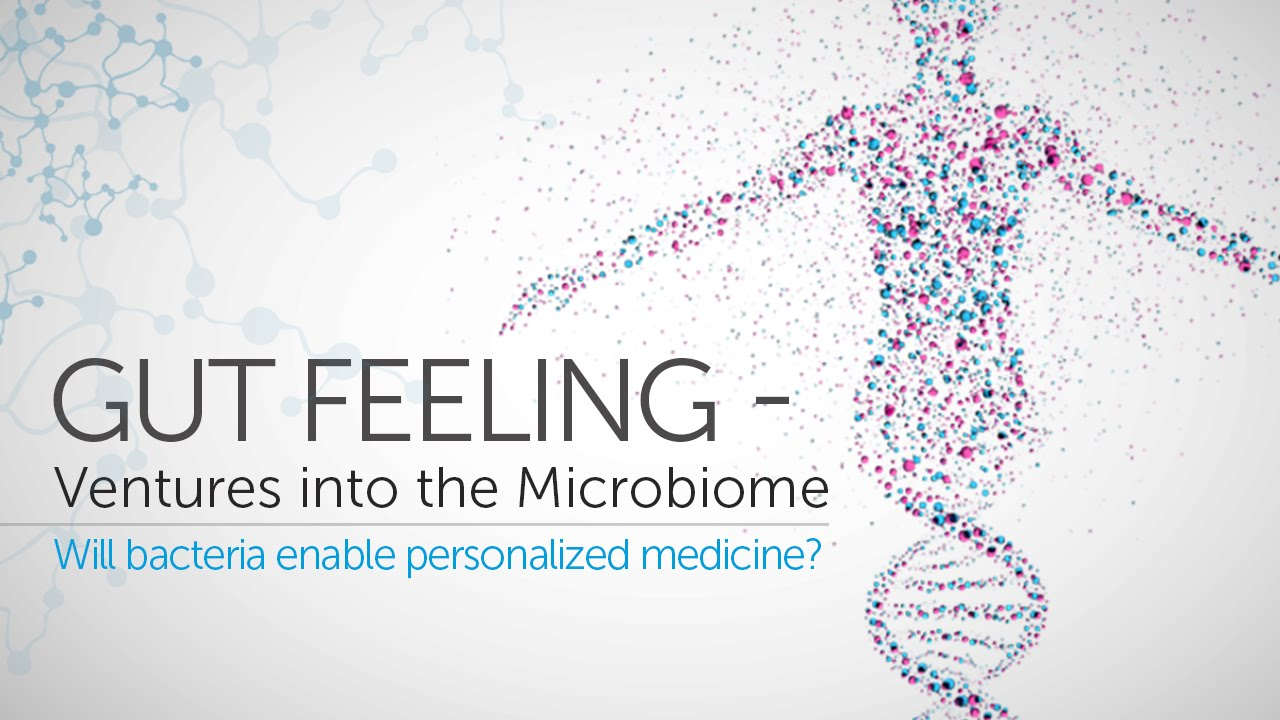 GUT FEELING -
Ventures into the Microbiome
Will bacteria enable personalized medicine?